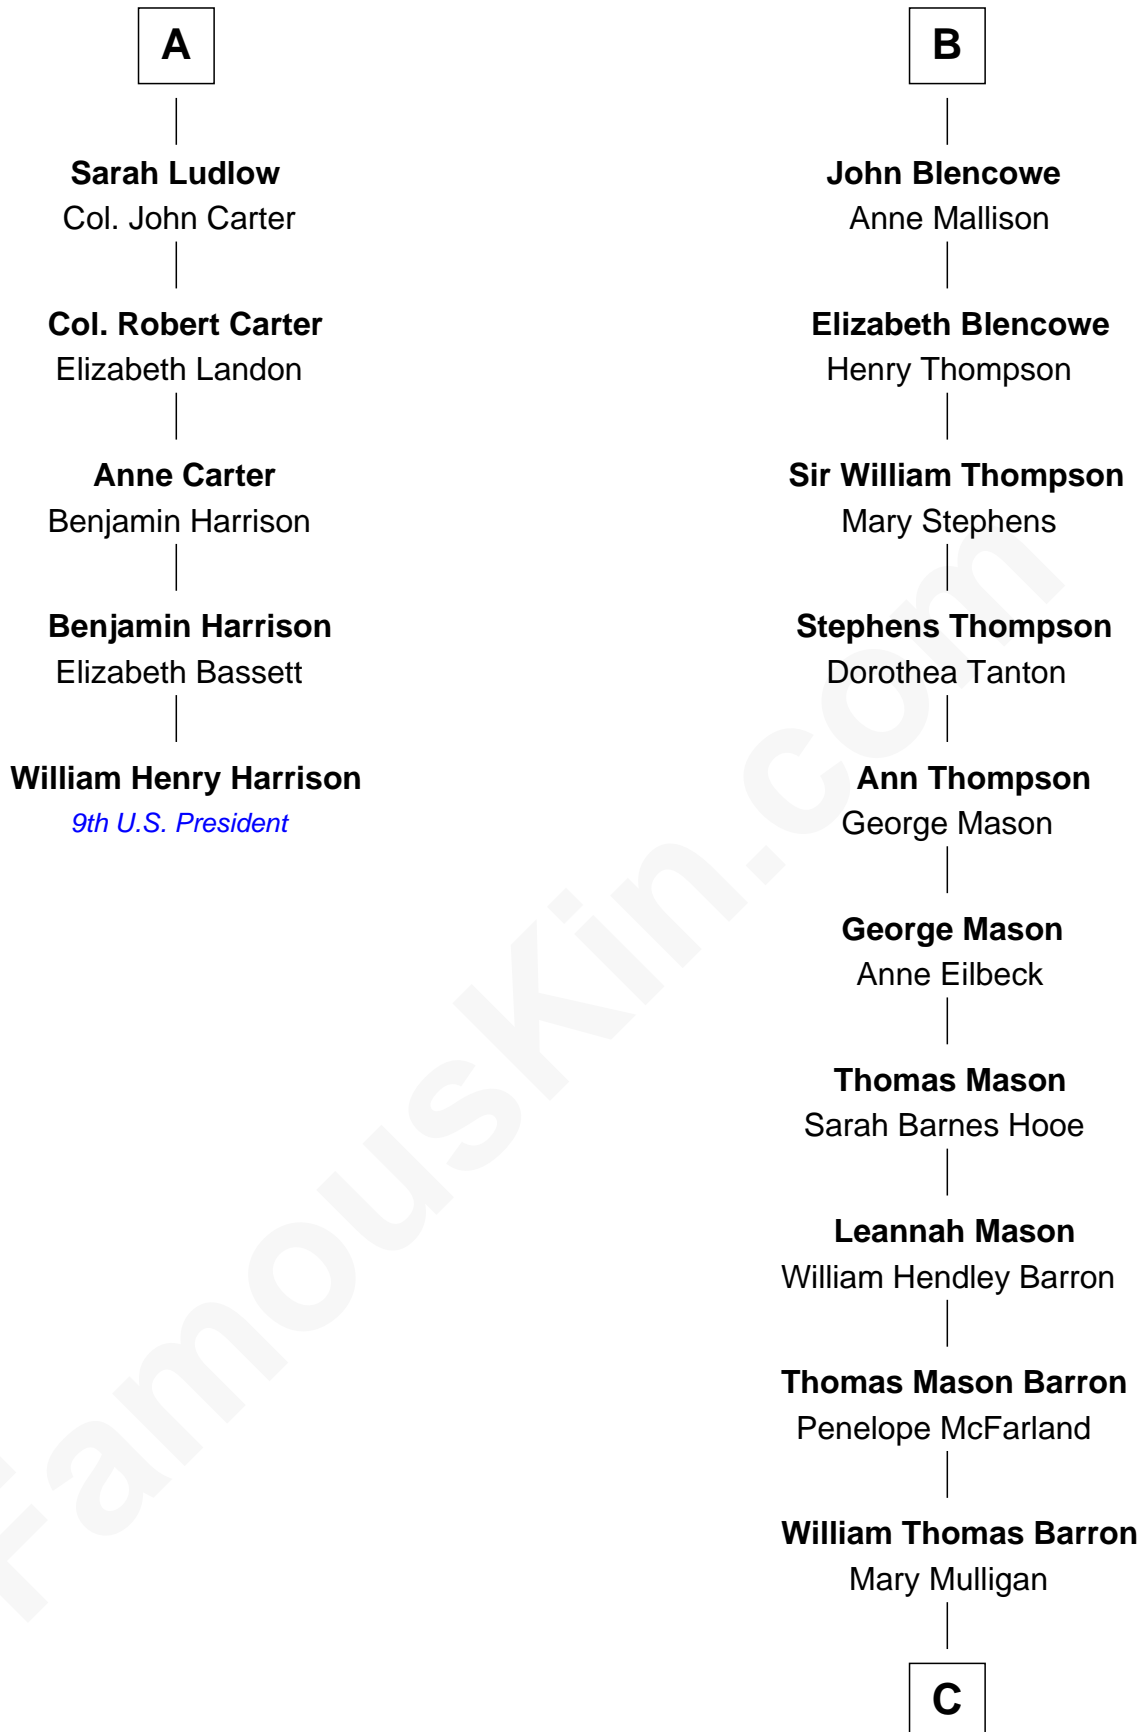 A
Sarah Ludlow
Col. John Carter
Col. Robert Carter
Elizabeth Landon
Anne Carter
Benjamin Harrison
Benjamin Harrison
Elizabeth Bassett
William Henry Harrison
9th U.S. President
B
John Blencowe
Anne Mallison
Elizabeth Blencowe
Henry Thompson
Sir William Thompson
Mary Stephens
Stephens Thompson
Dorothea Tanton
Ann Thompson
George Mason
George Mason
Anne Eilbeck
Thomas Mason
Sarah Barnes Hooe
Leannah Mason
William Hendley Barron
Thomas Mason Barron
Penelope McFarland
William Thomas Barron
Mary Mulligan
C
FamousKin.com